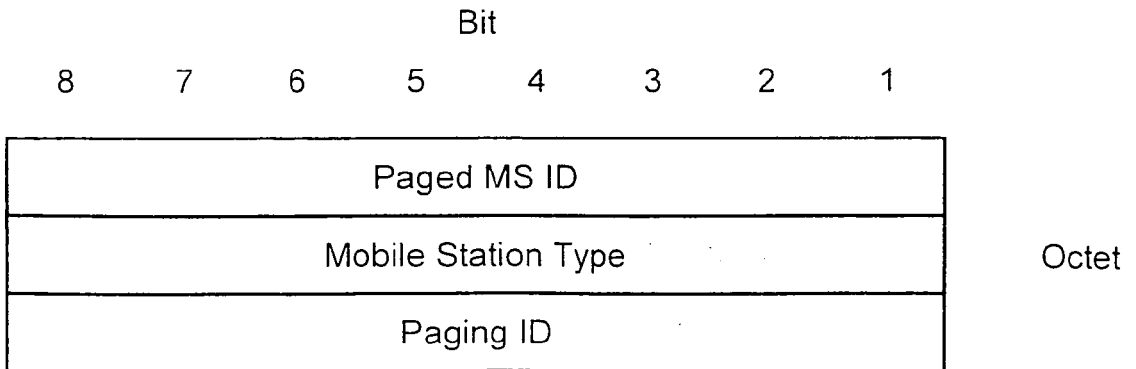 Bit
8 7 6 5 4 3 2 1
Paged MS ID
Mobile Station Type
Octet
Paging ID